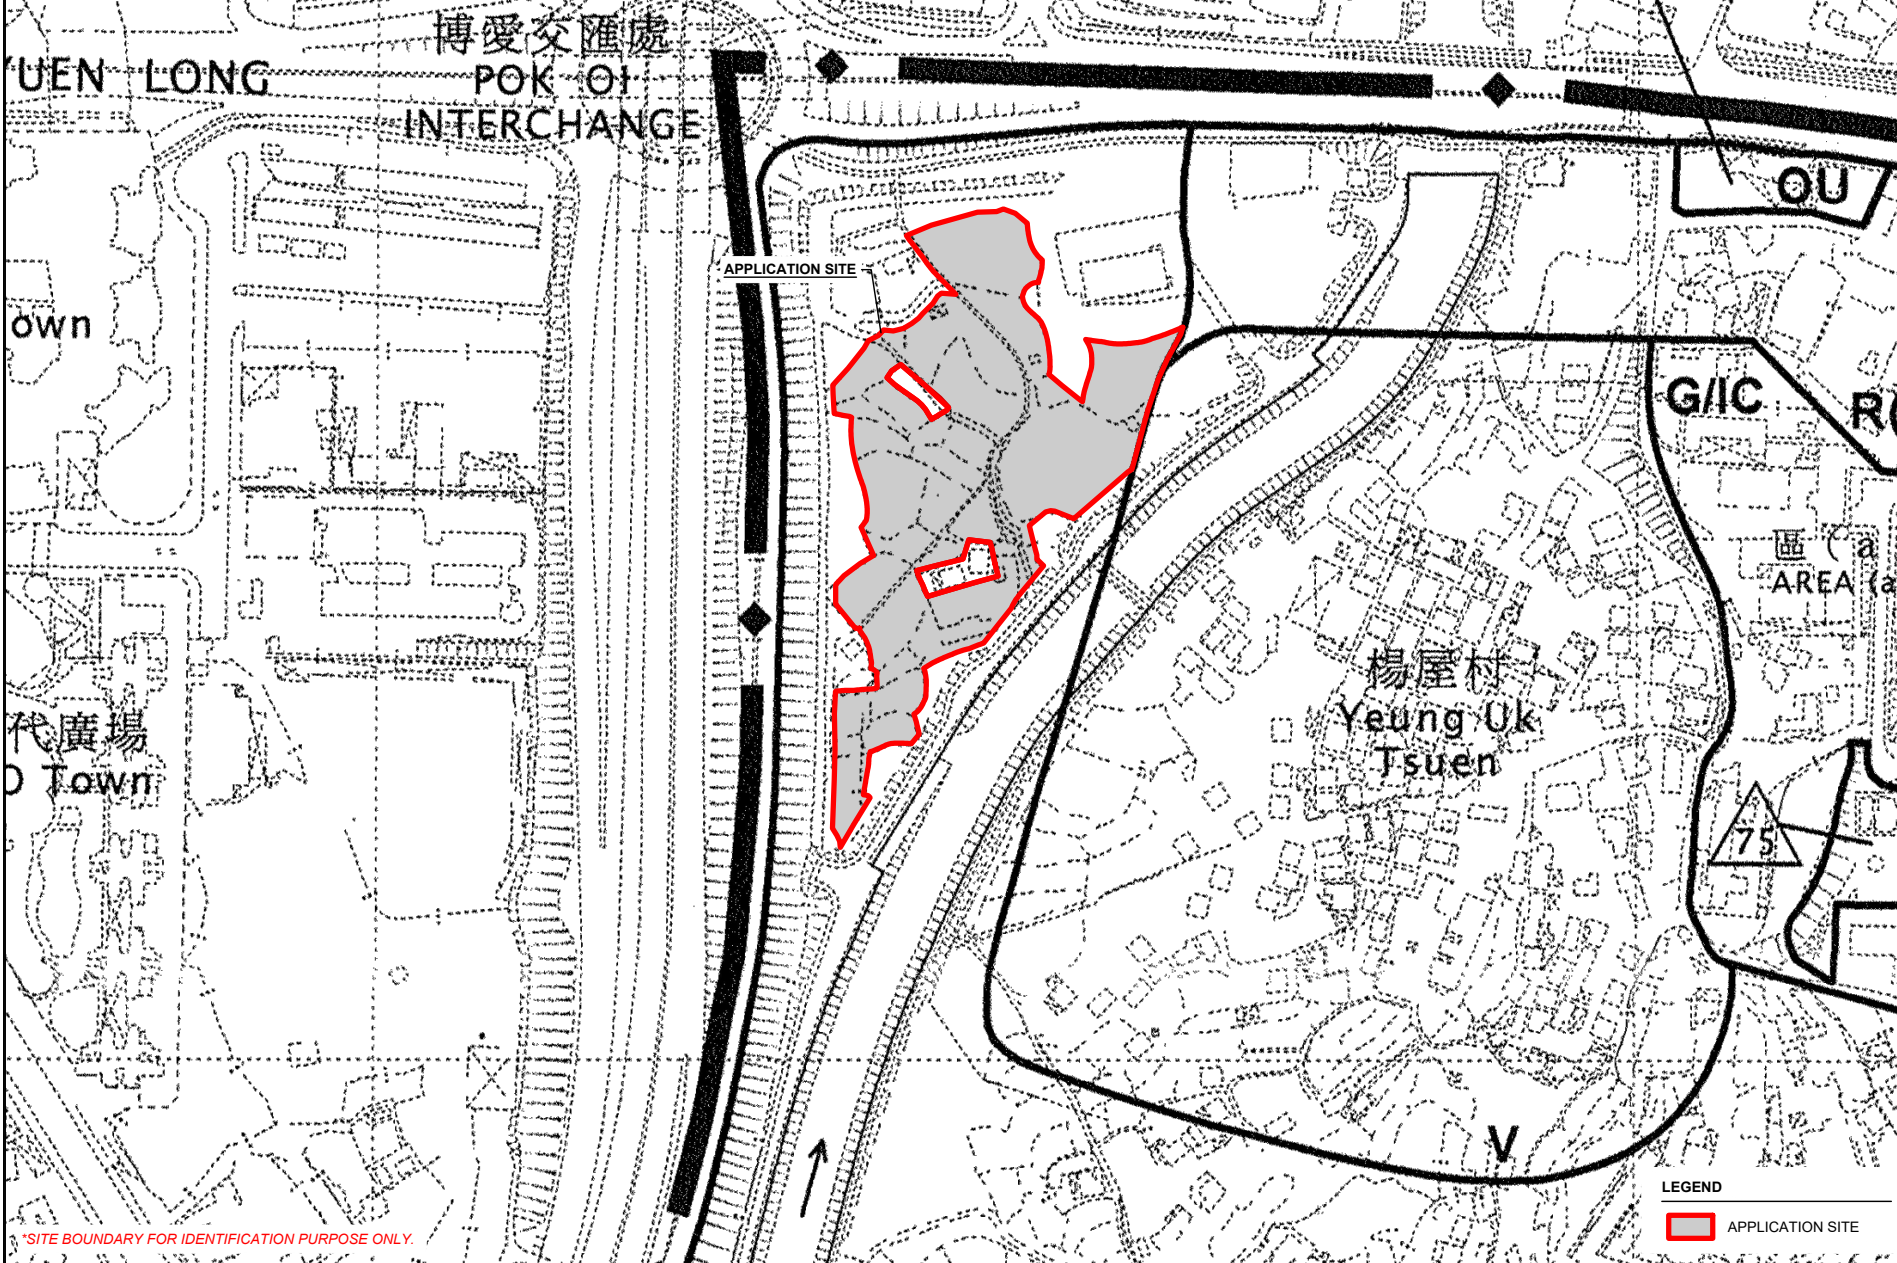 博愛交匯處
YUEN LONG
POK OI
INTERCHANGE
OU
APPLICATION SITE
own
G/IC
區 ( a
AREA (a
楊屋村
Yeung Uk
Tsuen
代廣場
O Town
75
V
LEGEND
APPLICATION SITE
*SITE BOUNDARY FOR IDENTIFICATION PURPOSE ONLY.